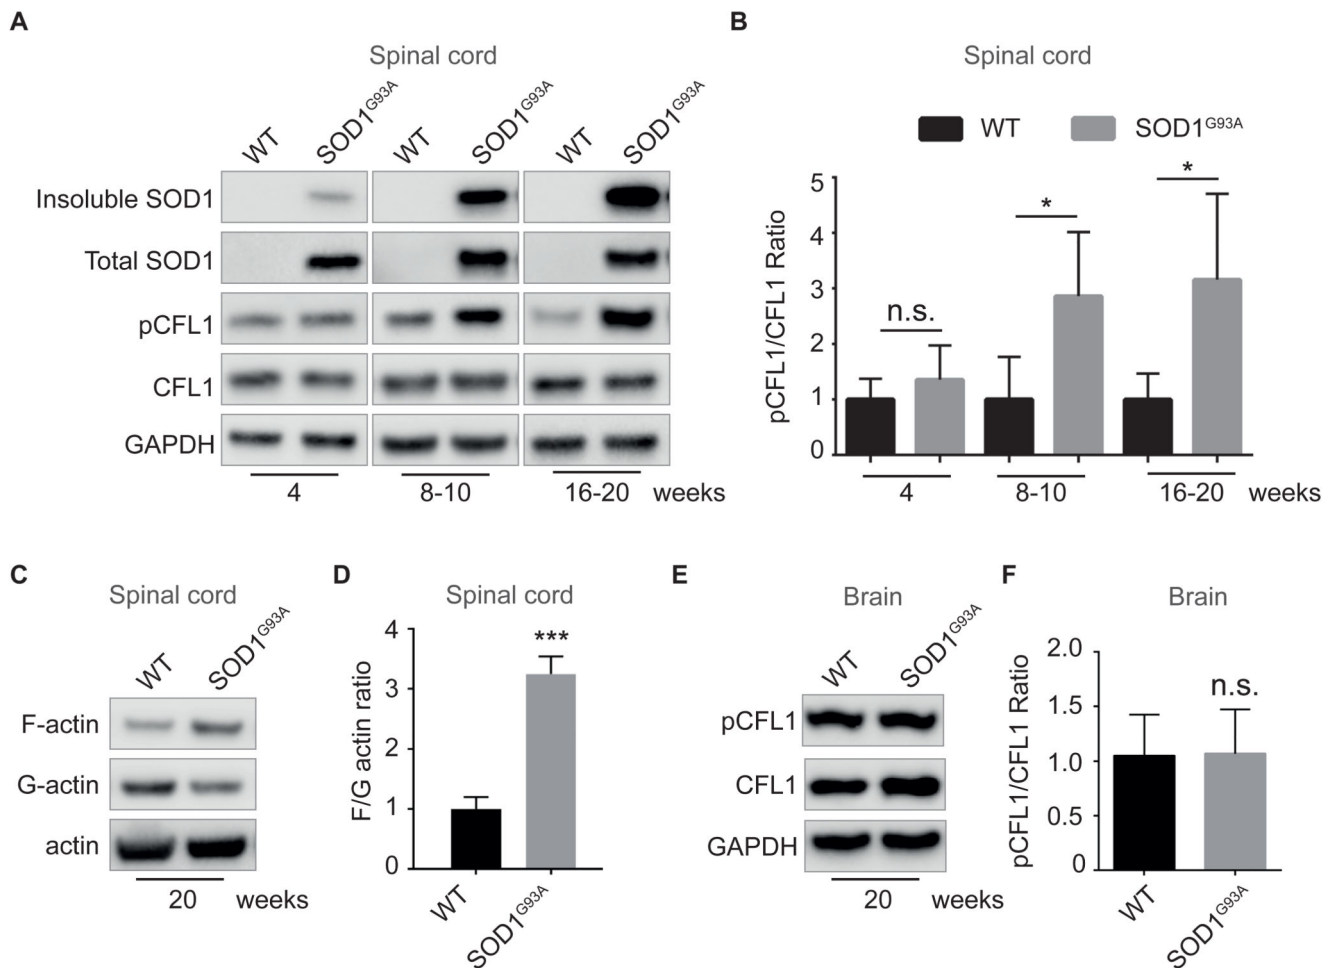 A
Spinal cord
WT SOD1G93A WT SOD1G93A WT SOD1G93A
Insoluble SOD1
Total SOD1
pCFL1
CFL1
GAPDH
4 8-10 16-20 weeks
B
Spinal cord
WT SOD1G93A
pCFL1/CFL1 Ratio
5
4
3
2
1
0
n.s. * *
4 8-10 16-20 weeks
C
Spinal cord
WT SOD1G93A
F-actin
G-actin
actin
20 weeks
D
Spinal cord
F/G actin ratio
4
3
2
1
0
***
WT SOD1G93A
E
Brain
WT SOD1G93A
pCFL1
CFL1
GAPDH
20 weeks
F
Brain
pCFL1/CFL1 Ratio
2.0
1.5
1.0
0.5
0
n.s.
WT SOD1G93A